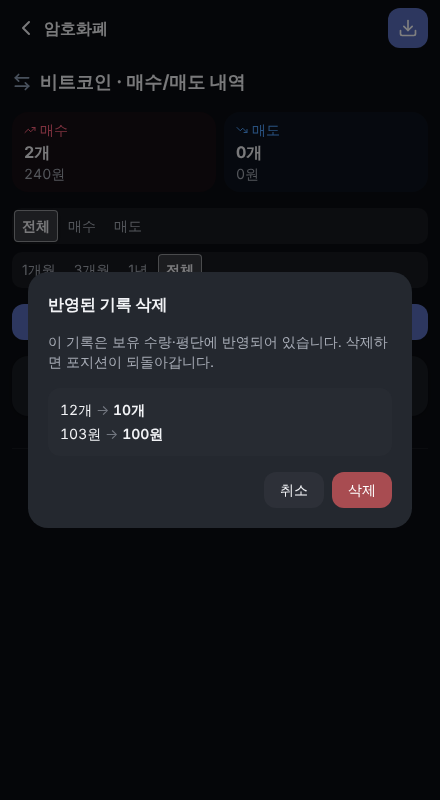 암호화폐
비트코인 · 매수/매도 내역
매수
2개
240원
매도
0개
0원
전체 매수 매도
1개월 3개월 1년 전체
반영된 기록 삭제
이 기록은 보유 수량·평단에 반영되어 있습니다. 삭제하
면 포지션이 되돌아갑니다.
12개 → 10개
103원 → 100원
취소 삭제